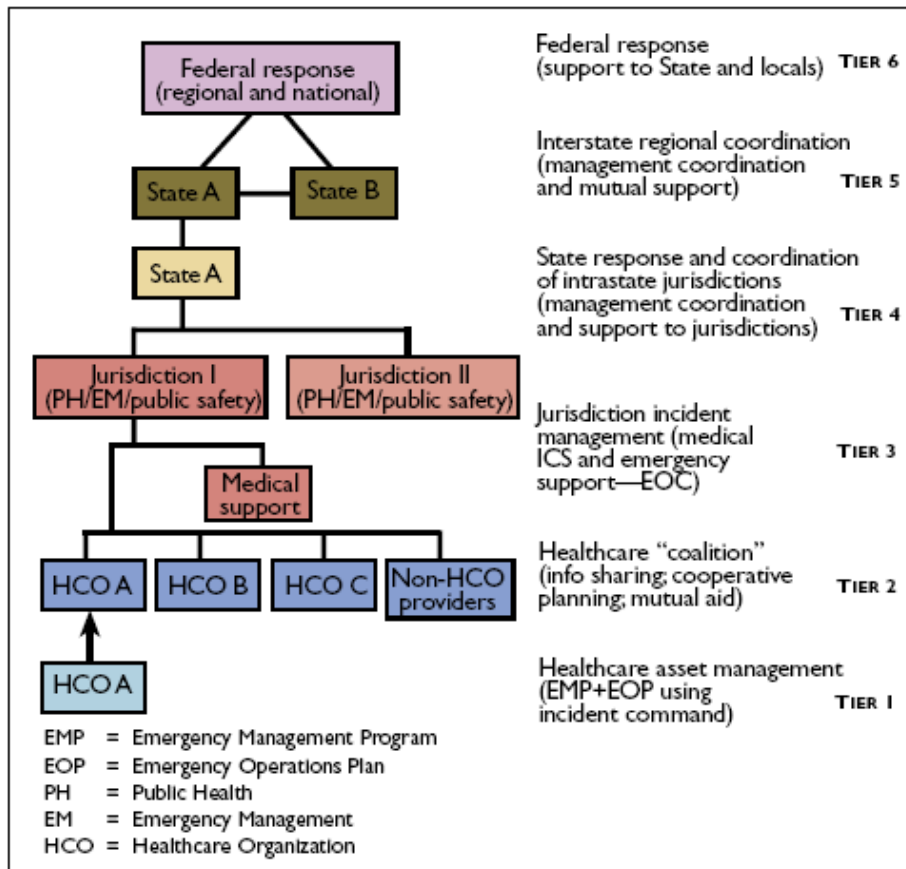 Federal response
(regional and national)
Federal response
(support to State and locals)
TIER 6
State A
State B
Interstate regional coordination
(management coordination
and mutual support)
TIER 5
State A
State response and coordination
of intrastate jurisdictions
(management coordination
and support to jurisdictions)
TIER 4
Jurisdiction I
(PH/EM/public safety)
Jurisdiction II
(PH/EM/public safety)
Medical
support
Jurisdiction incident
management (medical
ICS and emergency
support—EOC)
TIER 3
HCO A
HCO B
HCO C
Non-HCO
providers
Healthcare “coalition”
(info sharing; cooperative
planning; mutual aid)
TIER 2
HCO A
Healthcare asset management
(EMP+EOP using
incident command)
TIER 1
EMP = Emergency Management Program
EOP = Emergency Operations Plan
PH = Public Health
EM = Emergency Management
HCO = Healthcare Organization